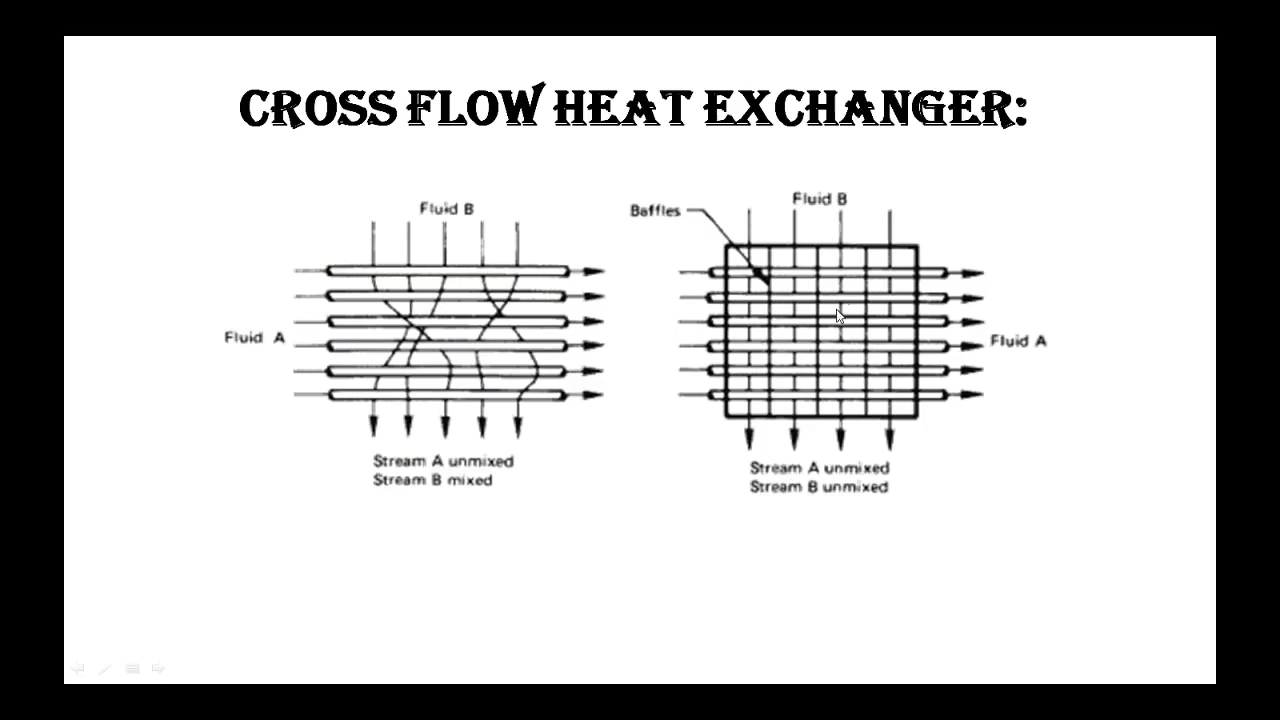 CROSS FLOW HEAT EXCHANGER:
Fluid B
Fluid A
Stream A unmixed
Stream B mixed
Baffles
Fluid B
Fluid A
Stream A unmixed
Stream B unmixed